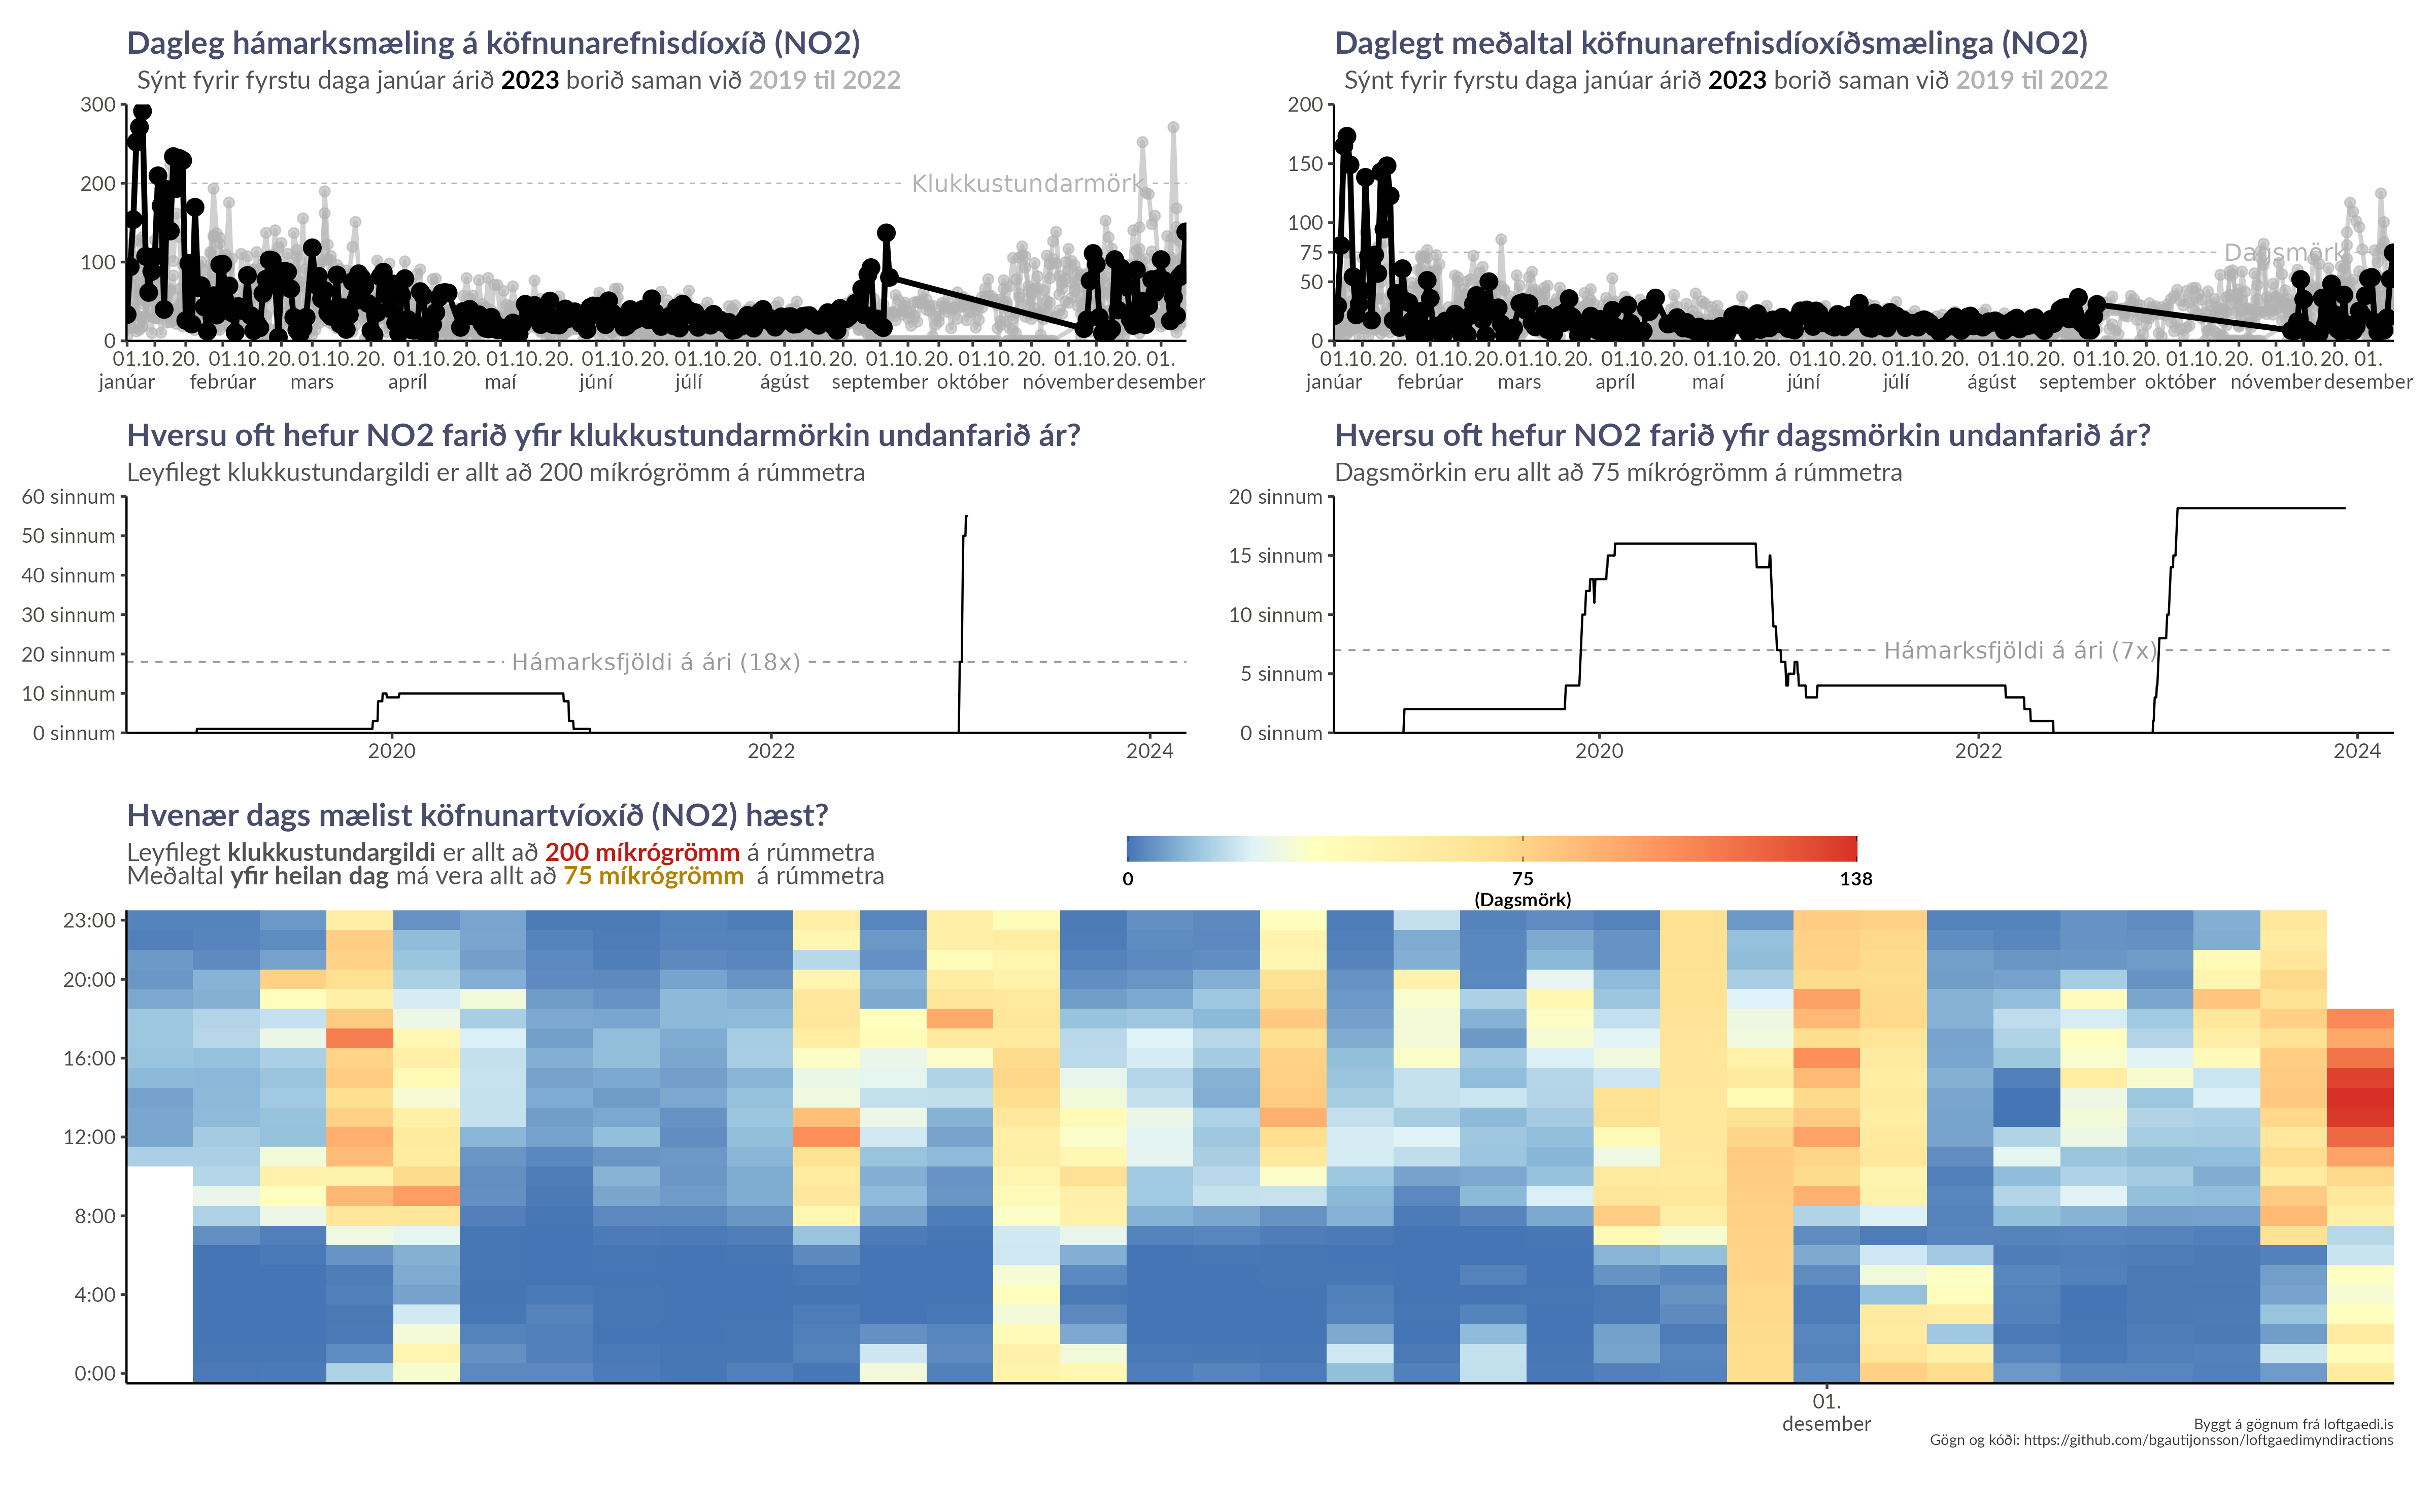 Dagleg hámarksmæling á köfnunarefnisdíoxíð (NO2)
Sýnt fyrir fyrstu daga janúar árið 2023 borið saman við 2019 til 2022
300
200
100
0
Klukkustundarmörk
01. 10. 20. 01. 10. 20. 01. 10. 20. 01. 10. 20. 01. 10. 20. 01. 10. 20. 01. 10. 20. 01. 10. 20. 01. 10. 20. 01. 10. 20. 01. 10. 20. 01.
janúar febrúar mars apríl maí júní júlí ágúst september október nóvember desember
Daglegt meðaltal köfnunarefnisdíoxíðsmælinga (NO2)
Sýnt fyrir fyrstu daga janúar árið 2023 borið saman við 2019 til 2022
200
150
100
75
50
0
Dagsmörk
01. 10. 20. 01. 10. 20. 01. 10. 20. 01. 10. 20. 01. 10. 20. 01. 10. 20. 01. 10. 20. 01. 10. 20. 01. 10. 20. 01. 10. 20. 01. 10. 20. 01.
janúar febrúar mars apríl maí júní júlí ágúst september október nóvember desember
Hversu oft hefur NO2 farið yfir klukkustundarmörkin undanfarið ár?
Leyfilegt klukkustundargildi er allt að 200 míkrógrömm á rúmmetra
60 sinnum
50 sinnum
40 sinnum
30 sinnum
20 sinnum
10 sinnum
0 sinnum
Hámarksfjöldi á ári (18x)
2020 2022 2024
Hversu oft hefur NO2 farið yfir dagsmörkin undanfarið ár?
Dagsmörkin eru allt að 75 míkrógrömm á rúmmetra
20 sinnum
15 sinnum
10 sinnum
5 sinnum
0 sinnum
Hámarksfjöldi á ári (7x)
2020 2022 2024
Hvenær dags mælist köfnunartvíoxíð (NO2) hæst?
Leyfilegt klukkustundargildi er allt að 200 míkrógrömm á rúmmetra
Meðaltal yfir heilan dag má vera allt að 75 míkrógrömm á rúmmetra
0 75 138
(Dagsmörk)
23:00
20:00
16:00
12:00
8:00
4:00
0:00
01.
desember
Byggt á gögnum frá loftgaedi.is
Gögn og kóði: https://github.com/bgautijonsson/loftgaedimyndiractions